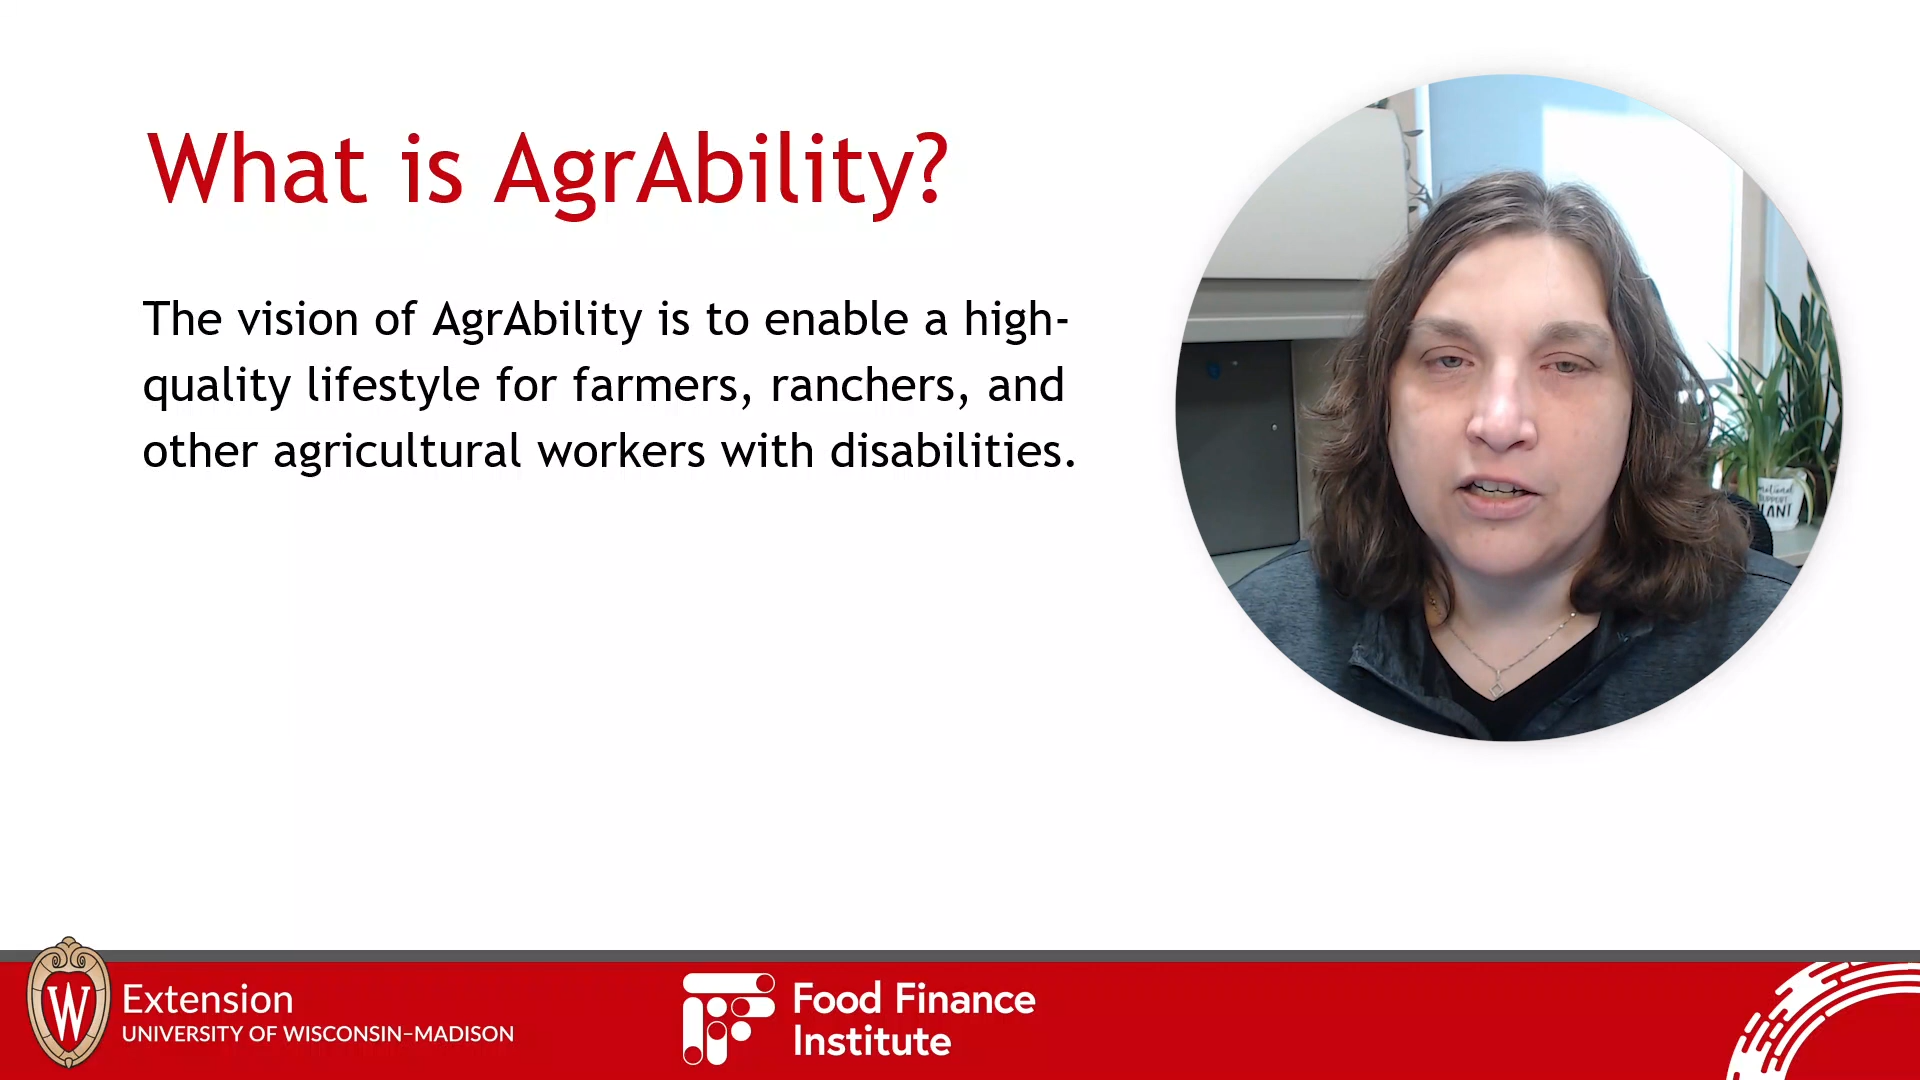 What is AgrAbility?
The vision of AgrAbility is to enable a high-
quality lifestyle for farmers, ranchers, and
other agricultural workers with disabilities.
SUPPORT
W
Extension
UNIVERSITY OF WISCONSIN–MADISON
Food Finance
Institute